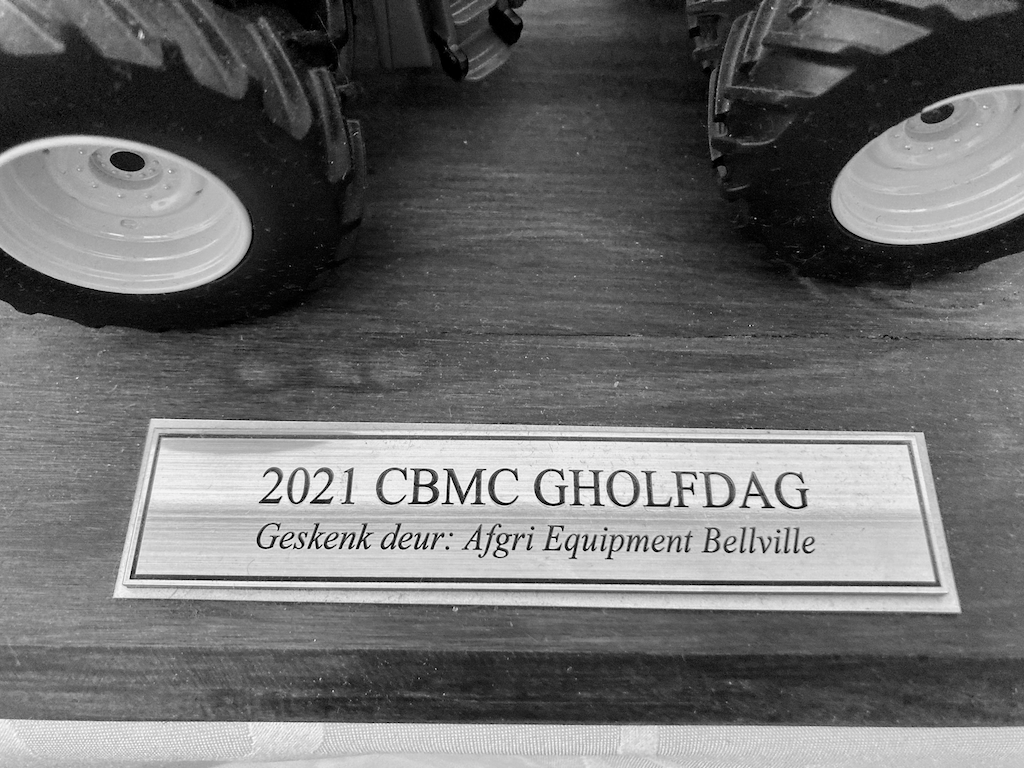 2021 CBMC GHOLFDAG
Geskenk deur: Afgri Equipment Bellville